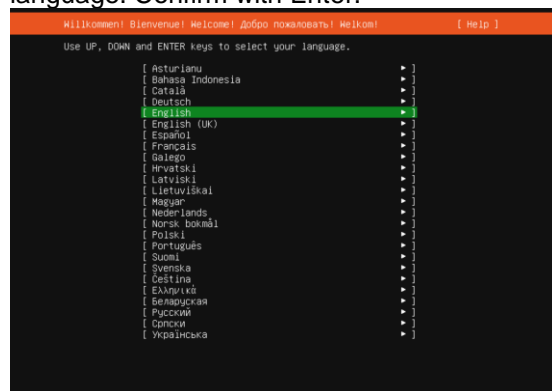 language. Confirm with Enter.
Willkommen! Bienvenue! Welcome! Добро пожаловать! Welkom! [ Help ]
Use UP, DOWN and ENTER keys to select your language.
[ Asturianu ▸ ]
[ Bahasa Indonesia ▸ ]
[ Català ▸ ]
[ Deutsch ▸ ]
[ English ▸ ]
[ English (UK) ▸ ]
[ Español ▸ ]
[ Français ▸ ]
[ Galego ▸ ]
[ Hrvatski ▸ ]
[ Latviski ▸ ]
[ Lietuviškai ▸ ]
[ Magyar ▸ ]
[ Nederlands ▸ ]
[ Norsk bokmål ▸ ]
[ Polski ▸ ]
[ Português ▸ ]
[ Suomi ▸ ]
[ Svenska ▸ ]
[ Čeština ▸ ]
[ Ελληνικά ▸ ]
[ Беларуская ▸ ]
[ Русский ▸ ]
[ Српски ▸ ]
[ Українська ▸ ]